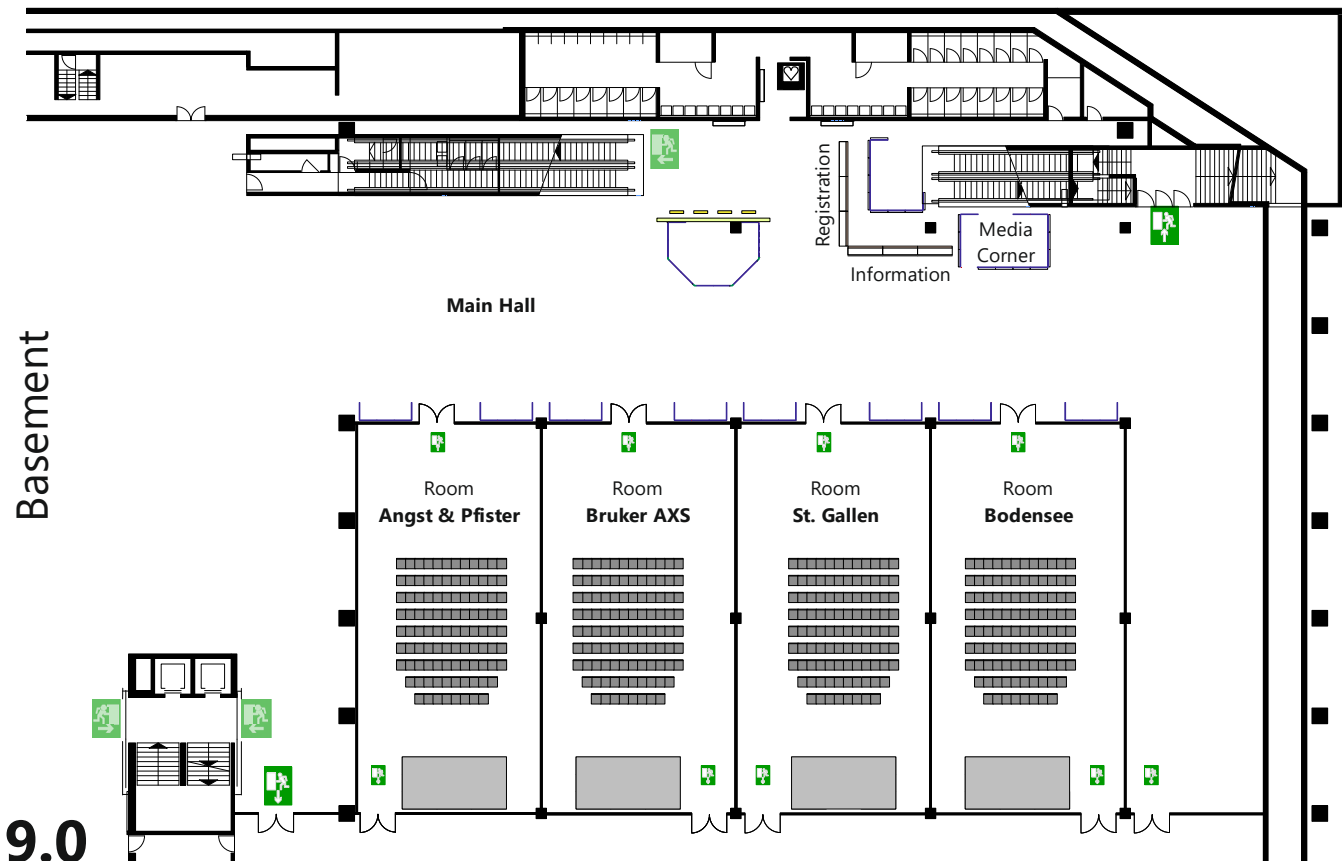 Registration
Media
Corner
Information
Main Hall
Basement
Room
Angst & Pfister
Room
Bruker AXS
Room
St. Gallen
Room
Bodensee
9.0